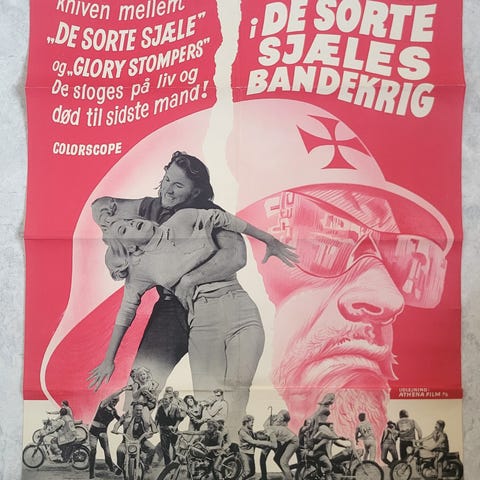 kniven mellem
„DE SORTE SJÆLE"
og „GLORY STOMPERS"
De sloges på liv og
død til sidste mand!
COLORSCOPE
i DE SORTE
SJÆLES
BANDEKRIG
UDLEJNING:
ATHENA FILM A/S